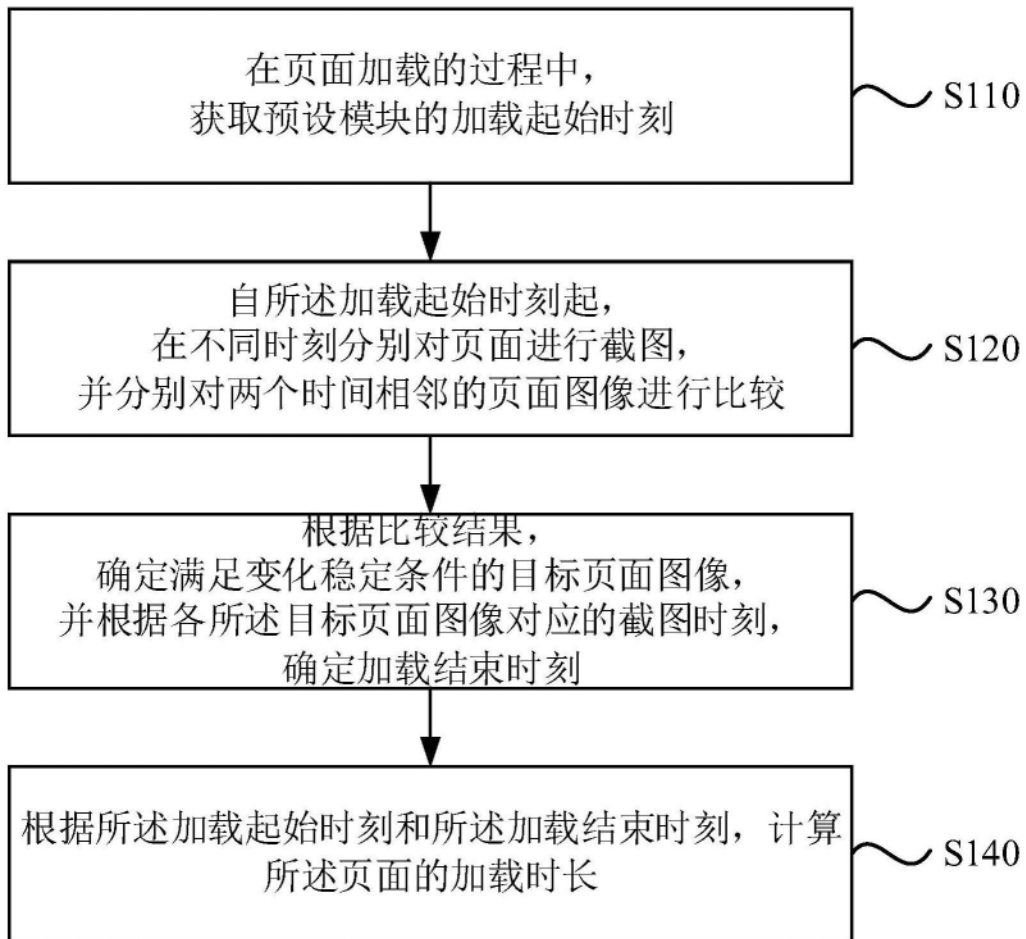 在页面加载的过程中，
获取预设模块的加载起始时刻
S110
自所述加载起始时刻起，
在不同时刻分别对页面进行截图，
并分别对两个时间相邻的页面图像进行比较
S120
根据比较结果，
确定满足变化稳定条件的目标页面图像，
并根据各所述目标页面图像对应的截图时刻，
确定加载结束时刻
S130
根据所述加载起始时刻和所述加载结束时刻，计算
所述页面的加载时长
S140